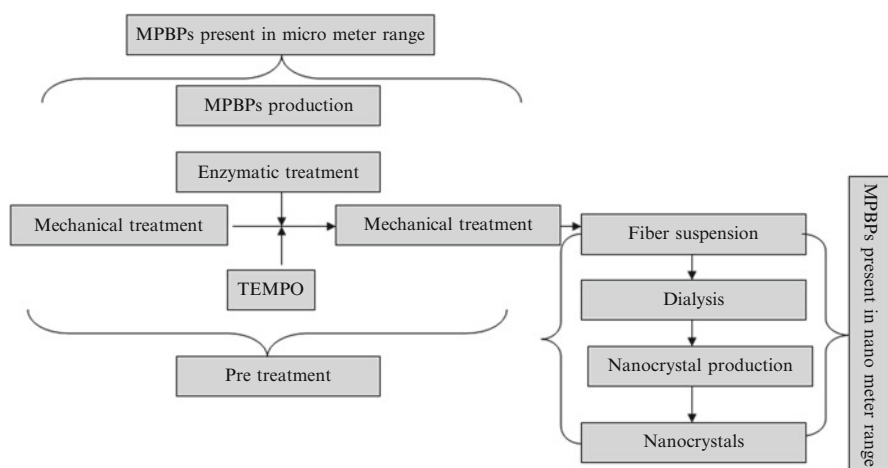 MPBPs present in micro meter range
MPBPs production
Enzymatic treatment
Mechanical treatment
Mechanical treatment
TEMPO
Pre treatment
Fiber suspension
Dialysis
Nanocrystal production
Nanocrystals
MPBPs present in nano meter range